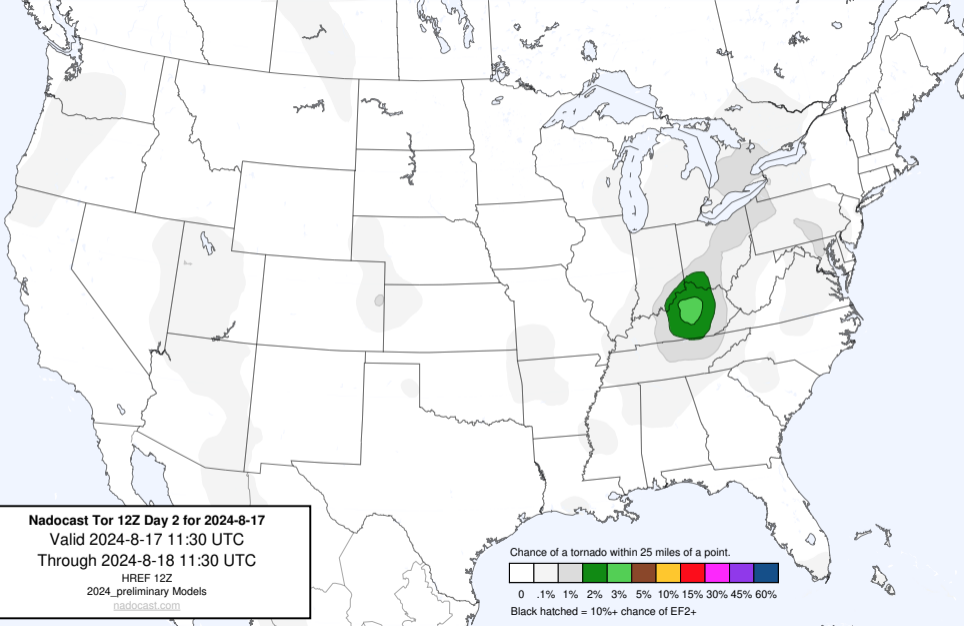 Nadocast Tor 12Z Day 2 for 2024-8-17
Valid 2024-8-17 11:30 UTC
Through 2024-8-18 11:30 UTC
HREF 12Z
2024_preliminary Models
nadocast.com
Chance of a tornado within 25 miles of a point.
0 .1% 1% 2% 3% 5% 10% 15% 30% 45% 60%
Black hatched = 10%+ chance of EF2+